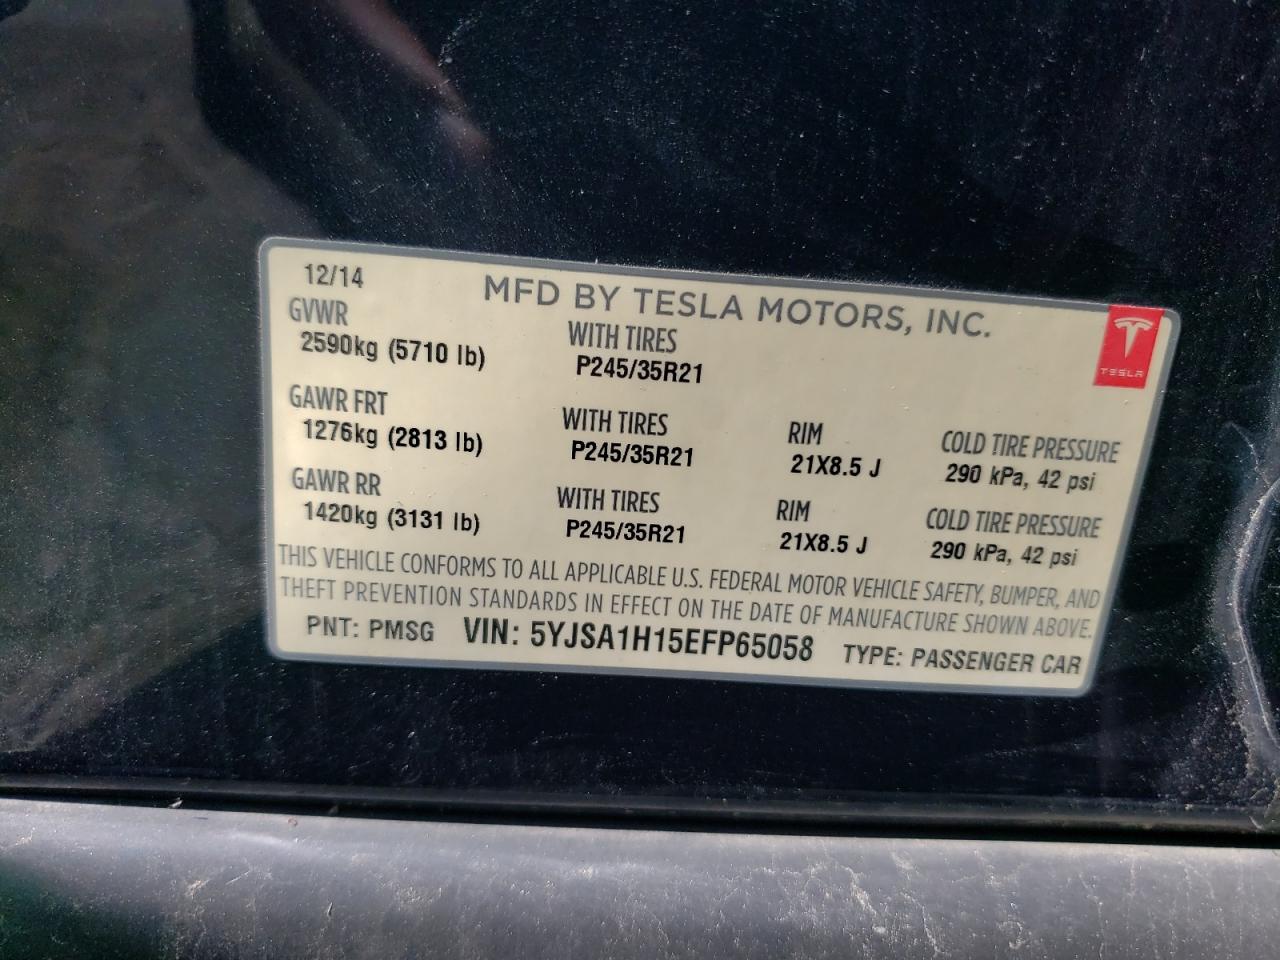 12/14
MFD BY TESLA MOTORS, INC.
TESLA
GVWR
2590kg (5710 lb)
WITH TIRES
P245/35R21
GAWR FRT
1276kg (2813 lb)
WITH TIRES
P245/35R21
RIM
21X8.5 J
COLD TIRE PRESSURE
290 kPa, 42 psi
GAWR RR
1420kg (3131 lb)
WITH TIRES
P245/35R21
RIM
21X8.5 J
COLD TIRE PRESSURE
290 kPa, 42 psi
THIS VEHICLE CONFORMS TO ALL APPLICABLE U.S. FEDERAL MOTOR VEHICLE SAFETY, BUMPER, AND
THEFT PREVENTION STANDARDS IN EFFECT ON THE DATE OF MANUFACTURE SHOWN ABOVE.
PNT: PMSG VIN: 5YJSA1H15EFP65058 TYPE: PASSENGER CAR